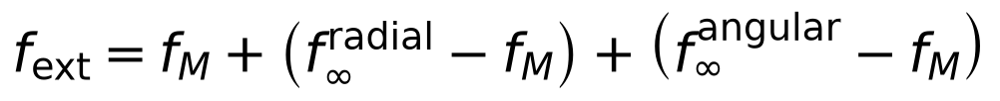 f_ext = f_M + (f_∞^radial − f_M) + (f_∞^angular − f_M)